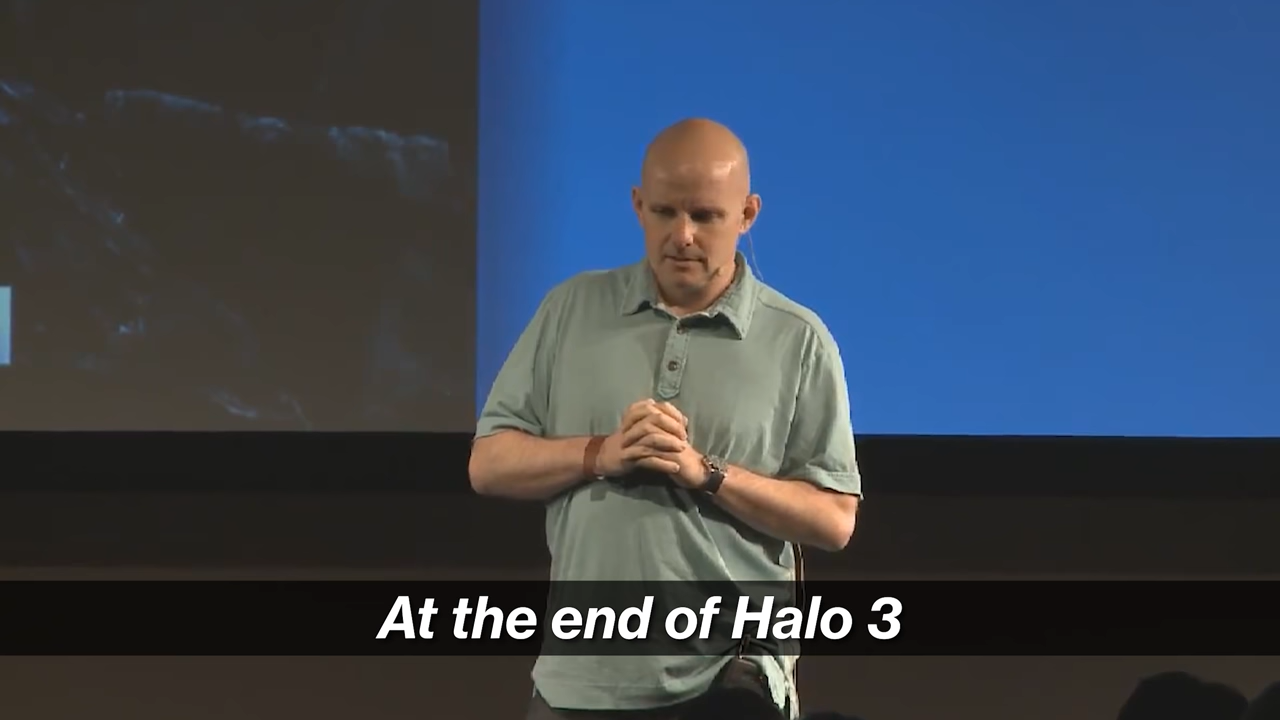 At the end of Halo 3